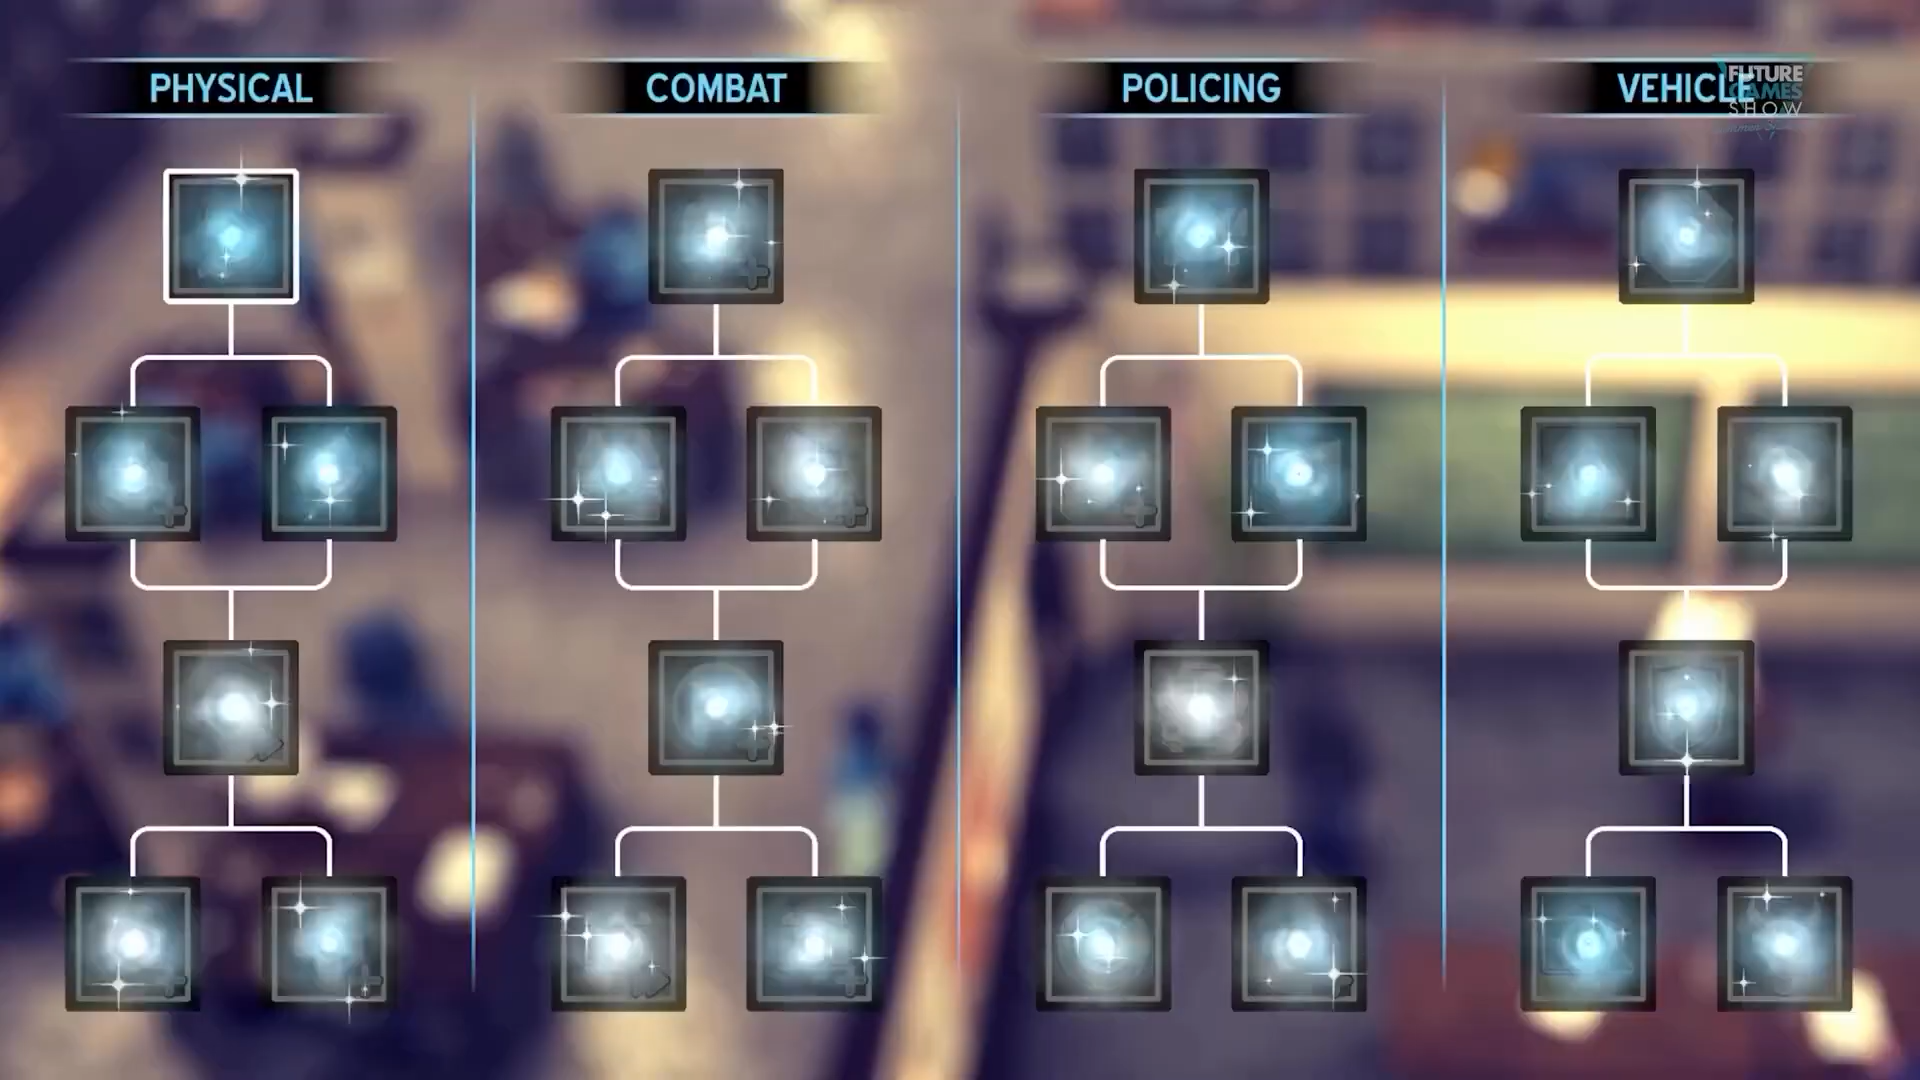 PHYSICAL
COMBAT
POLICING
VEHICLE
FUTURE
GAMES
SHOW